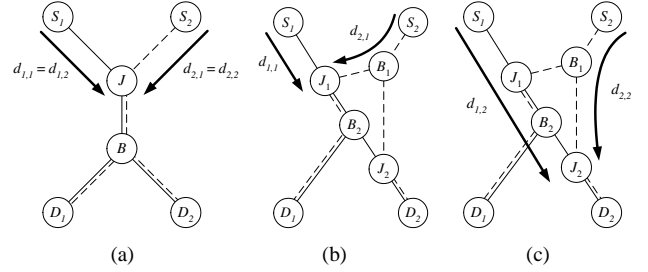 S1 S2
d1,1 = d1,2 J d2,1 = d2,2
B
D1 D2
(a)
S1 S2
d2,1
d1,1 J1 B1
B2
J2
D1 D2
(b)
S1 S2
J1 B1
d1,2 B2 d2,2
J2
D1 D2
(c)